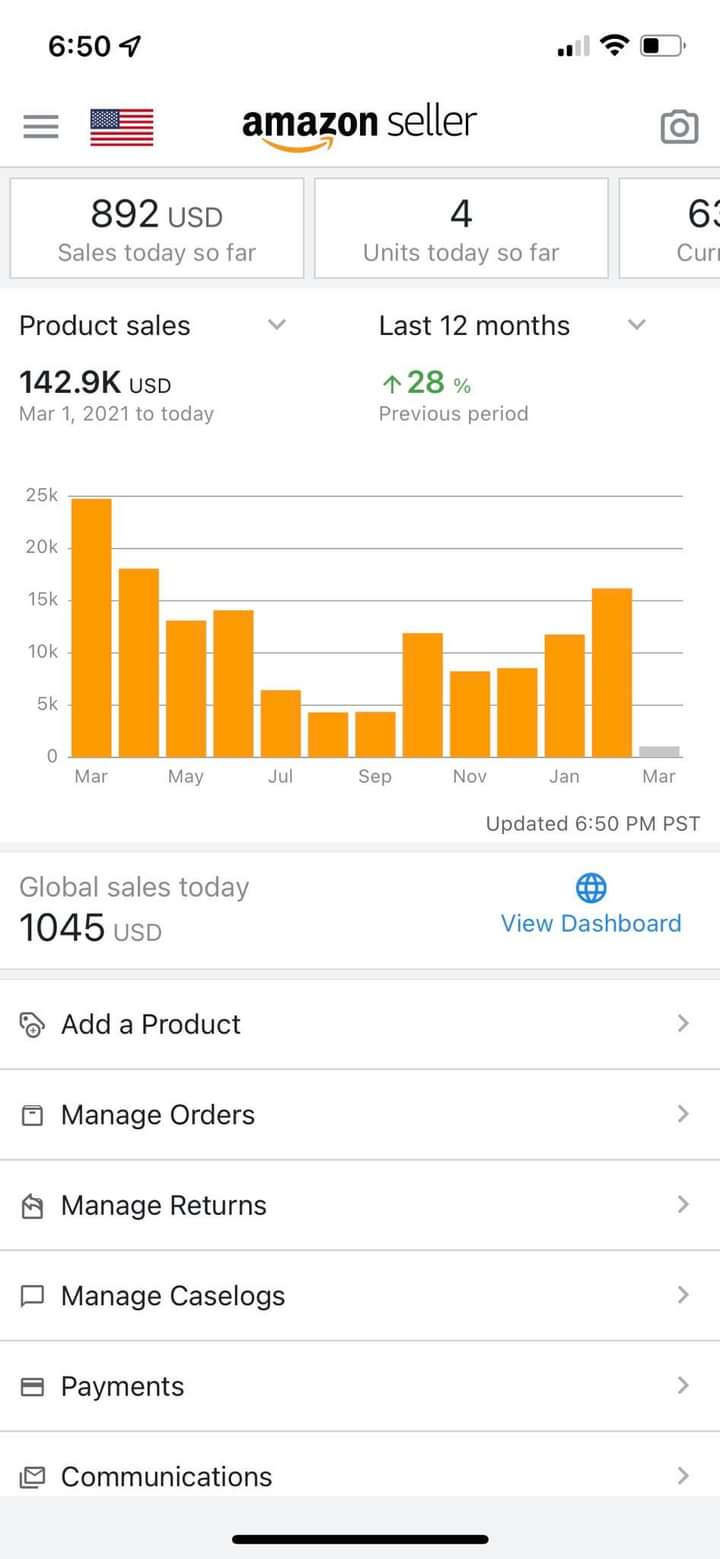 6:50
amazon seller
892 USD
Sales today so far
4
Units today so far
Product sales
Last 12 months
142.9K USD
28 %
Mar 1, 2021 to today
Previous period
25k
20k
15k
10k
5k
0
Mar May Jul Sep Nov Jan Mar
Updated 6:50 PM PST
Global sales today
1045 USD
View Dashboard
Add a Product
Manage Orders
Manage Returns
Manage Caselogs
Payments
Communications